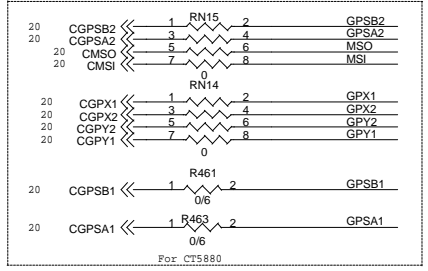 RN15
20 CGPSB2 1 2 GPSB2
20 CGPSA2 3 4 GPSA2
20 CMSO 5 6 MSO
20 CMSI 7 8 MSI
0
RN14
20 CGPX1 1 2 GPX1
20 CGPX2 3 4 GPX2
20 CGPY2 5 6 GPY2
20 CGPY1 7 8 GPY1
0
R461
20 CGPSB1 1 2 GPSB1
0/6
R463
20 CGPSA1 1 2 GPSA1
0/6
For CT5880